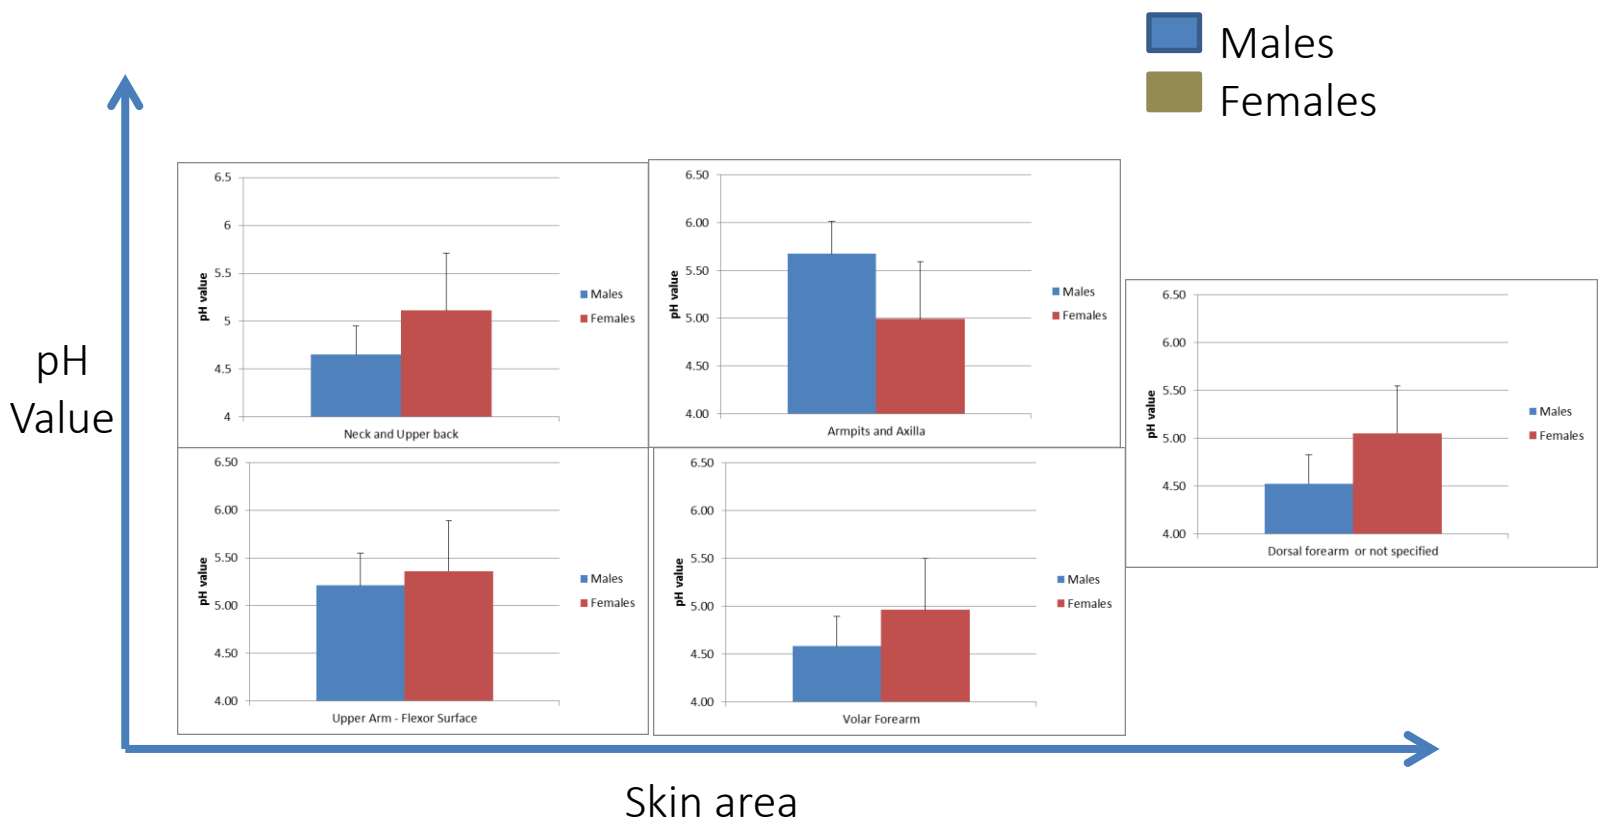 Males
Females
pH
Value
6.5
6
5.5
5
4.5
4
pH value
Males
Females
Neck and Upper back
6.50
6.00
5.50
5.00
4.50
4.00
pH value
Males
Females
Armpits and Axilla
6.50
6.00
5.50
5.00
4.50
4.00
pH value
Males
Females
Dorsal forearm or not specified
6.50
6.00
5.50
5.00
4.50
4.00
pH value
Males
Females
Upper Arm - Flexor Surface
6.50
6.00
5.50
5.00
4.50
4.00
pH value
Males
Females
Volar Forearm
Skin area